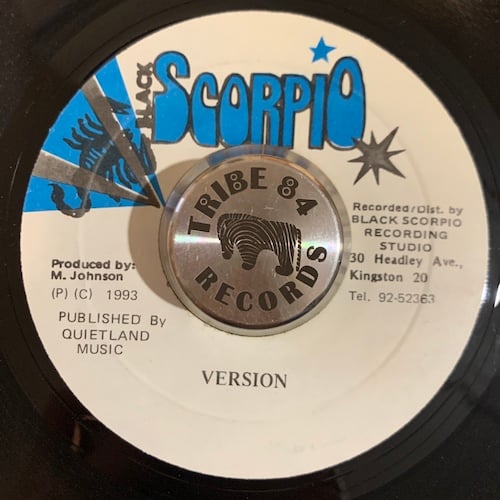 BLACK
SCORPIO
TRIBE 84
RECORDS
Recorded/Dist. by
BLACK SCORPIO
RECORDING
STUDIO
30 Headley Ave.,
Kingston 20
Tel. 92-52363
Produced by:
M. Johnson
(P) (C) 1993
PUBLISHED By
QUIETLAND
MUSIC
VERSION